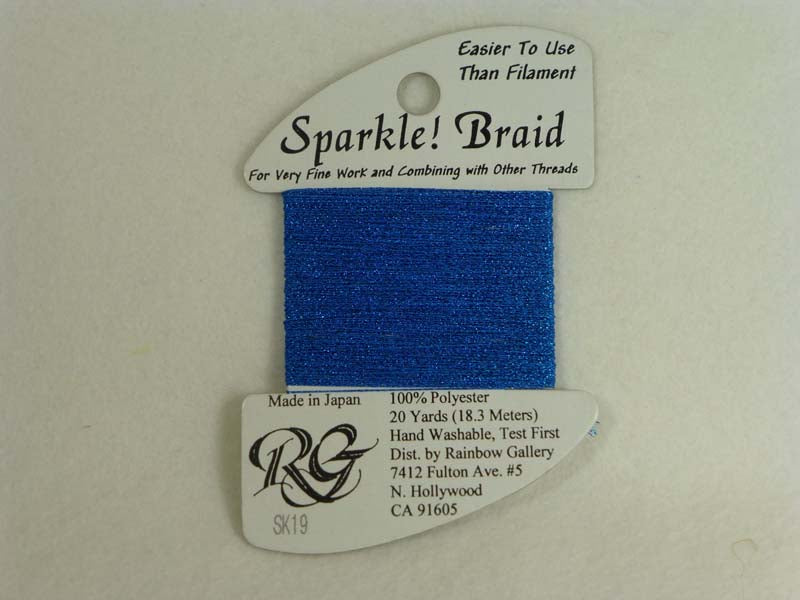 Easier To Use
Than Filament
Sparkle! Braid
For Very Fine Work and Combining with Other Threads
Made in Japan
RG
SK19
100% Polyester
20 Yards (18.3 Meters)
Hand Washable, Test First
Dist. by Rainbow Gallery
7412 Fulton Ave. #5
N. Hollywood
CA 91605